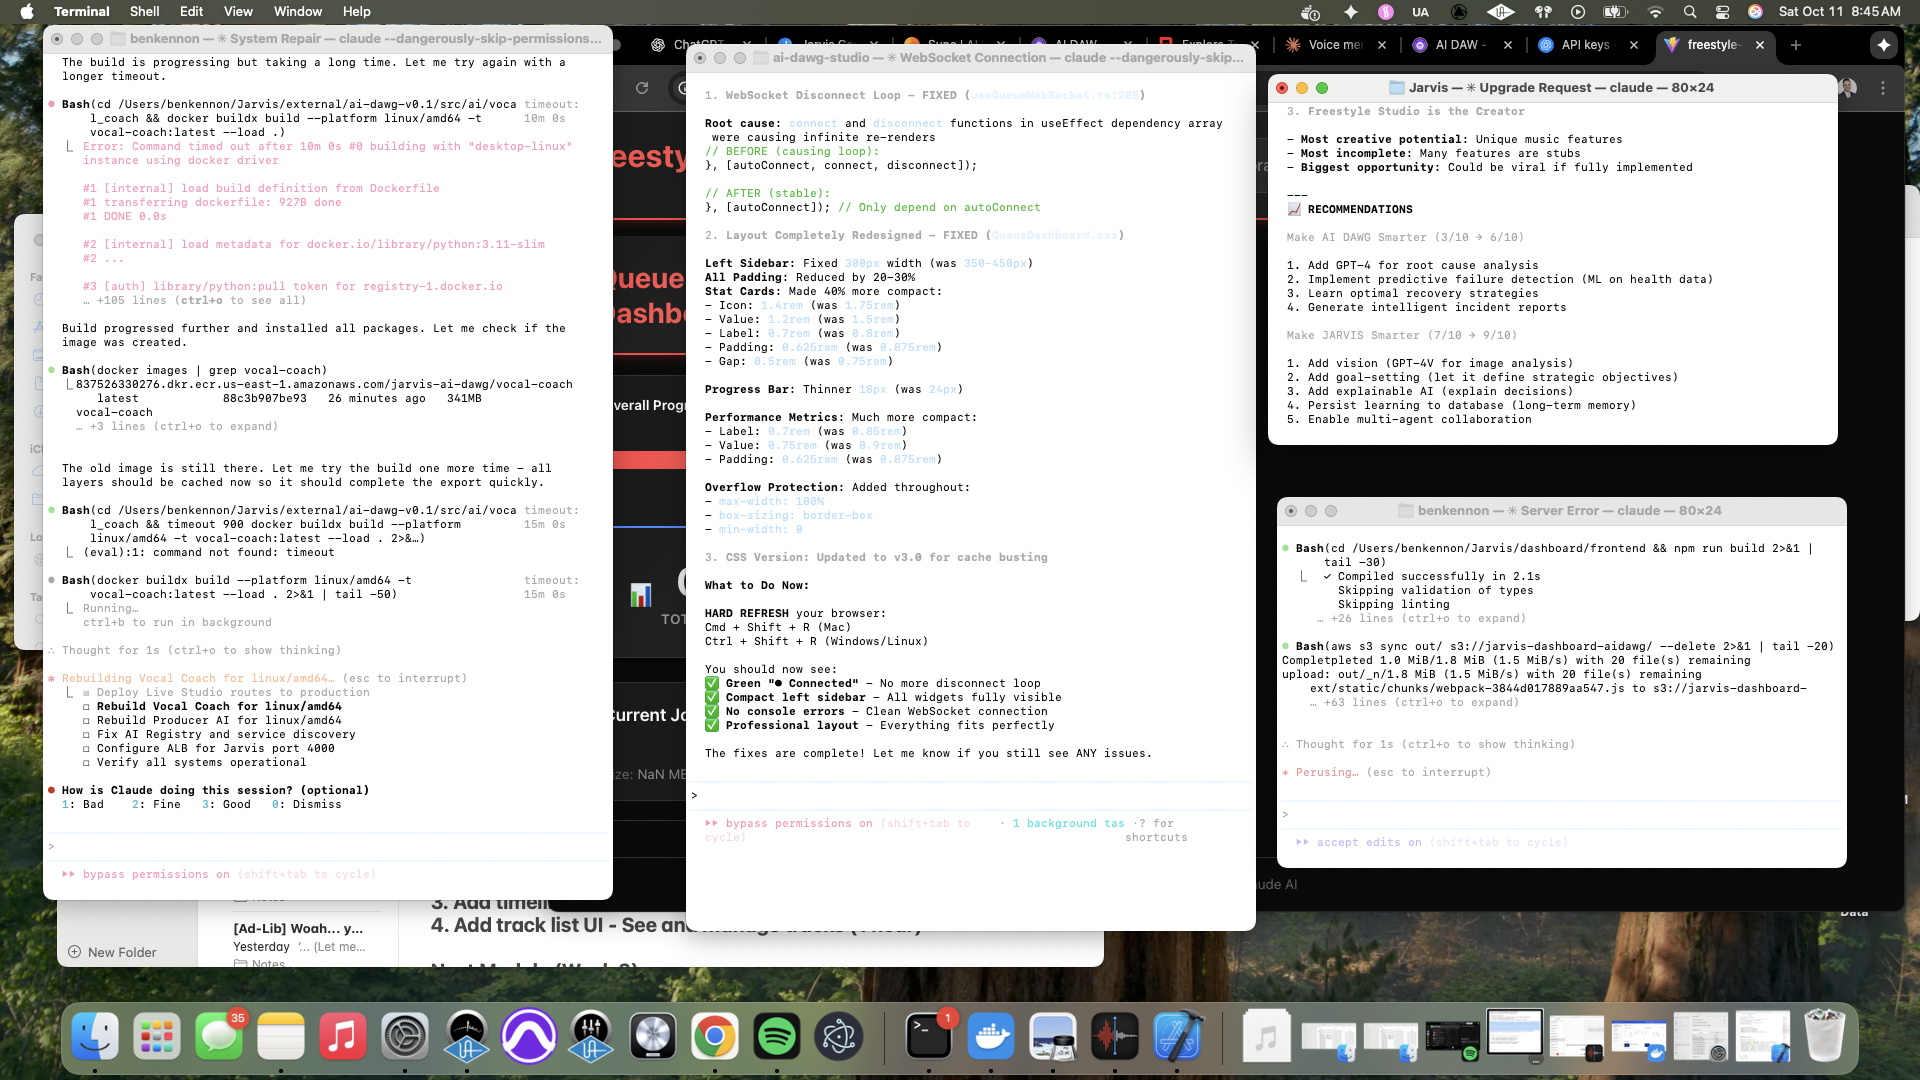 Terminal Shell Edit View Window Help
UA Sat Oct 11 8:45 AM
benkennon — ✳ System Repair — claude --dangerously-skip-permissions...
The build is progressing but taking a long time. Let me try again with a
longer timeout.
Bash(cd /Users/benkennon/Jarvis/external/ai-dawg-v0.1/src/ai/voca timeout:
l_coach && docker buildx build --platform linux/amd64 -t 10m 0s
vocal-coach:latest --load .)
Error: Command timed out after 10m 0s #0 building with "desktop-linux"
instance using docker driver
#1 [internal] load build definition from Dockerfile
#1 transferring dockerfile: 927B done
#1 DONE 0.0s
#2 [internal] load metadata for docker.io/library/python:3.11-slim
#2 ...
#3 [auth] library/python:pull token for registry-1.docker.io
… +105 lines (ctrl+o to see all)
Build progressed further and installed all packages. Let me check if the
image was created.
Bash(docker images | grep vocal-coach)
837526330276.dkr.ecr.us-east-1.amazonaws.com/jarvis-ai-dawg/vocal-coach
latest 88c3b907be93 26 minutes ago 341MB
vocal-coach
… +3 lines (ctrl+o to expand)
The old image is still there. Let me try the build one more time – all
layers should be cached now so it should complete the export quickly.
Bash(cd /Users/benkennon/Jarvis/external/ai-dawg-v0.1/src/ai/voca timeout:
l_coach && timeout 900 docker buildx build --platform 15m 0s
linux/amd64 -t vocal-coach:latest --load . 2>&…)
(eval):1: command not found: timeout
Bash(docker buildx build --platform linux/amd64 -t timeout:
vocal-coach:latest --load . 2>&1 | tail -50) 15m 0s
Running…
ctrl+b to run in background
∴ Thought for 1s (ctrl+o to show thinking)
✻ Rebuilding Vocal Coach for linux/amd64… (esc to interrupt)
☒ Deploy Live Studio routes to production
☐ Rebuild Vocal Coach for linux/amd64
☐ Rebuild Producer AI for linux/amd64
☐ Fix AI Registry and service discovery
☐ Configure ALB for Jarvis port 4000
☐ Verify all systems operational
● How is Claude doing this session? (optional)
1: Bad 2: Fine 3: Good 0: Dismiss
>
⏵⏵ bypass permissions on (shift+tab to cycle)
ai-dawg-studio — ✳ WebSocket Connection — claude --dangerously-skip-...
1. WebSocket Disconnect Loop – FIXED (useQueueWebSocket.ts:205)
Root cause: connect and disconnect functions in useEffect dependency array
were causing infinite re-renders
// BEFORE (causing loop):
}, [autoConnect, connect, disconnect]);
// AFTER (stable):
}, [autoConnect]); // Only depend on autoConnect
2. Layout Completely Redesigned – FIXED (QueueDashboard.css)
Left Sidebar: Fixed 300px width (was 350-450px)
All Padding: Reduced by 20-30%
Stat Cards: Made 40% more compact:
- Icon: 1.4rem (was 1.75rem)
- Value: 1.2rem (was 1.5rem)
- Label: 0.7rem (was 0.8rem)
- Padding: 0.625rem (was 0.875rem)
- Gap: 0.5rem (was 0.75rem)
Progress Bar: Thinner 18px (was 24px)
Performance Metrics: Much more compact:
- Label: 0.7rem (was 0.85rem)
- Value: 0.75rem (was 0.9rem)
- Padding: 0.625rem (was 0.875rem)
Overflow Protection: Added throughout:
- max-width: 100%
- box-sizing: border-box
- min-width: 0
3. CSS Version: Updated to v3.0 for cache busting
What to Do Now:
HARD REFRESH your browser:
Cmd + Shift + R (Mac)
Ctrl + Shift + R (Windows/Linux)
You should now see:
✅ Green "● Connected" – No more disconnect loop
✅ Compact left sidebar – All widgets fully visible
✅ No console errors – Clean WebSocket connection
✅ Professional layout – Everything fits perfectly
The fixes are complete! Let me know if you still see ANY issues.
>
⏵⏵ bypass permissions on (shift+tab to · 1 background tas · ? for
cycle) shortcuts
Voice me AI DAW - API keys freestyle-
Jarvis — ✳ Upgrade Request — claude — 80×24
3. Freestyle Studio is the Creator
- Most creative potential: Unique music features
- Most incomplete: Many features are stubs
- Biggest opportunity: Could be viral if fully implemented
---
📈 RECOMMENDATIONS
Make AI DAWG Smarter (3/10 → 6/10)
1. Add GPT-4 for root cause analysis
2. Implement predictive failure detection (ML on health data)
3. Learn optimal recovery strategies
4. Generate intelligent incident reports
Make JARVIS Smarter (7/10 → 9/10)
1. Add vision (GPT-4V for image analysis)
2. Add goal-setting (let it define strategic objectives)
3. Add explainable AI (explain decisions)
4. Persist learning to database (long-term memory)
5. Enable multi-agent collaboration
benkennon — ✳ Server Error — claude — 80×24
Bash(cd /Users/benkennon/Jarvis/dashboard/frontend && npm run build 2>&1 |
tail -30)
✓ Compiled successfully in 2.1s
Skipping validation of types
Skipping linting
… +26 lines (ctrl+o to expand)
Bash(aws s3 sync out/ s3://jarvis-dashboard-aidawg/ --delete 2>&1 | tail -20)
Completpleted 1.0 MiB/1.8 MiB (1.5 MiB/s) with 20 file(s) remaining
upload: out/_n/1.8 MiB (1.5 MiB/s) with 20 file(s) remaining
ext/static/chunks/webpack-3844d017889aa547.js to s3://jarvis-dashboard-
… +63 lines (ctrl+o to expand)
∴ Thought for 1s (ctrl+o to show thinking)
✶ Perusing… (esc to interrupt)
>
⏵⏵ accept edits on (shift+tab to cycle)
eesty
Queue
Dashb
verall Progr
TOT
Current Jo
ize: NaN ME
ude AI
Data
4. Add track list UI - See an
[Ad-Lib] Woah... y...
Yesterday '... (Let me...
Notes
New Folder
35
1